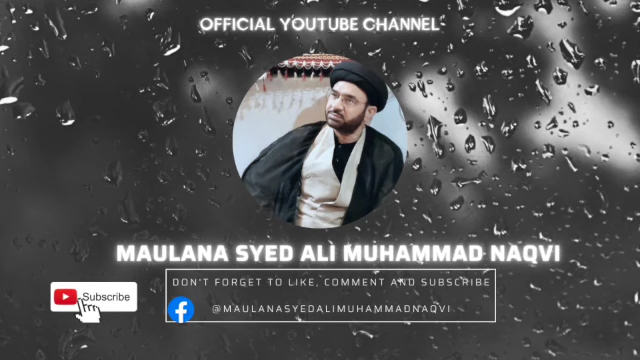 OFFICIAL YOUTUBE CHANNEL
MAULANA SYED ALI MUHAMMAD NAQVI
DON'T FORGET TO LIKE, COMMENT AND SUBSCRIBE
Subscribe
@MAULANASYEDALIMUHAMMADNAQVI